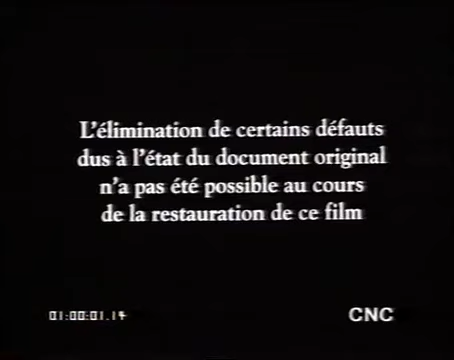 L'élimination de certains défauts
dus à l'état du document original
n'a pas été possible au cours
de la restauration de ce film
01:00:01.14
CNC